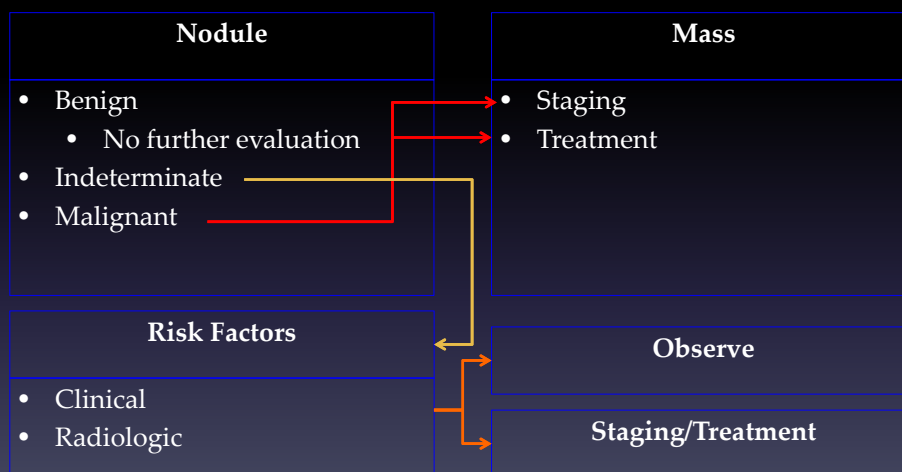 Nodule
• Benign
• No further evaluation
• Indeterminate
• Malignant
Mass
• Staging
• Treatment
Risk Factors
• Clinical
• Radiologic
Observe
Staging/Treatment